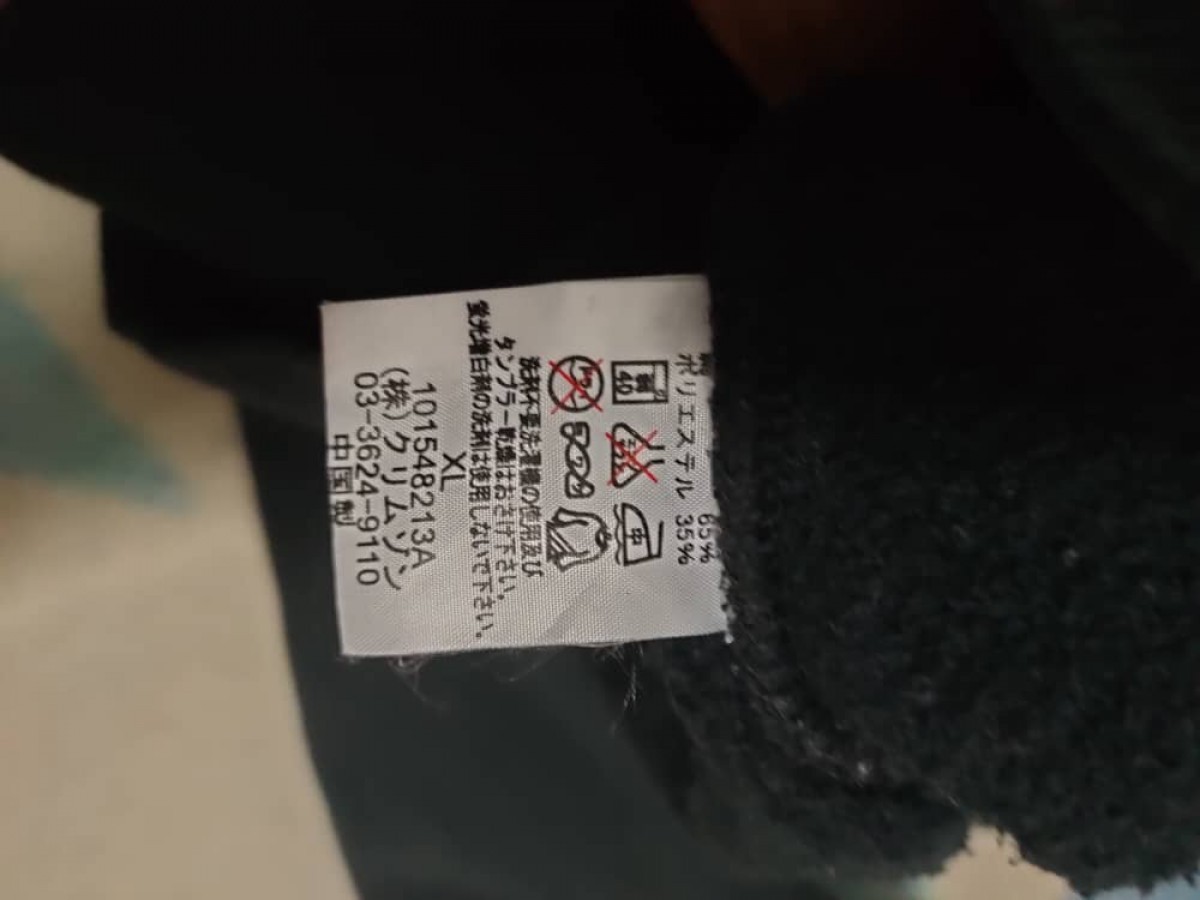 綿 65%
ポリエステル 35%
弱 40
中
洗剤不要洗濯機の使用及び
タンブラー乾燥はおさけ下さい。
蛍光増白剤の洗剤は使用しないで下さい。
XL
101548213A
(株)クリムゾン
03-3624-9110
中国製